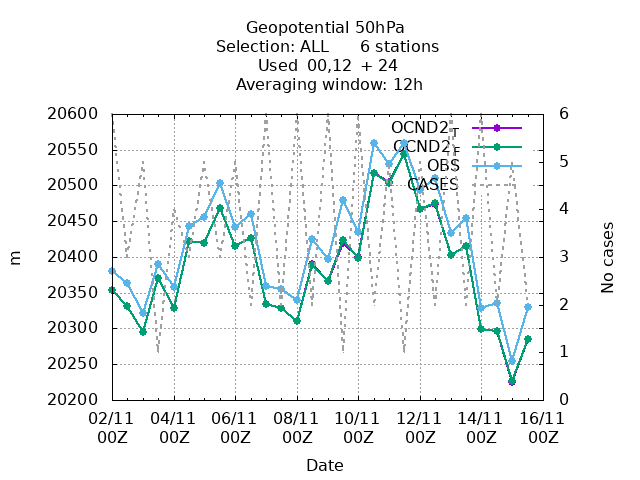 Geopotential 50hPa
Selection: ALL 6 stations
Used 00,12 + 24
Averaging window: 12h
OCND2_T
OCND2_F
OBS
CASES
m
20600
20550
20500
20450
20400
20350
20300
20250
20200
6
5
4
3
2
1
0
No cases
02/11 04/11 06/11 08/11 10/11 12/11 14/11 16/11
00Z 00Z 00Z 00Z 00Z 00Z 00Z 00Z
Date